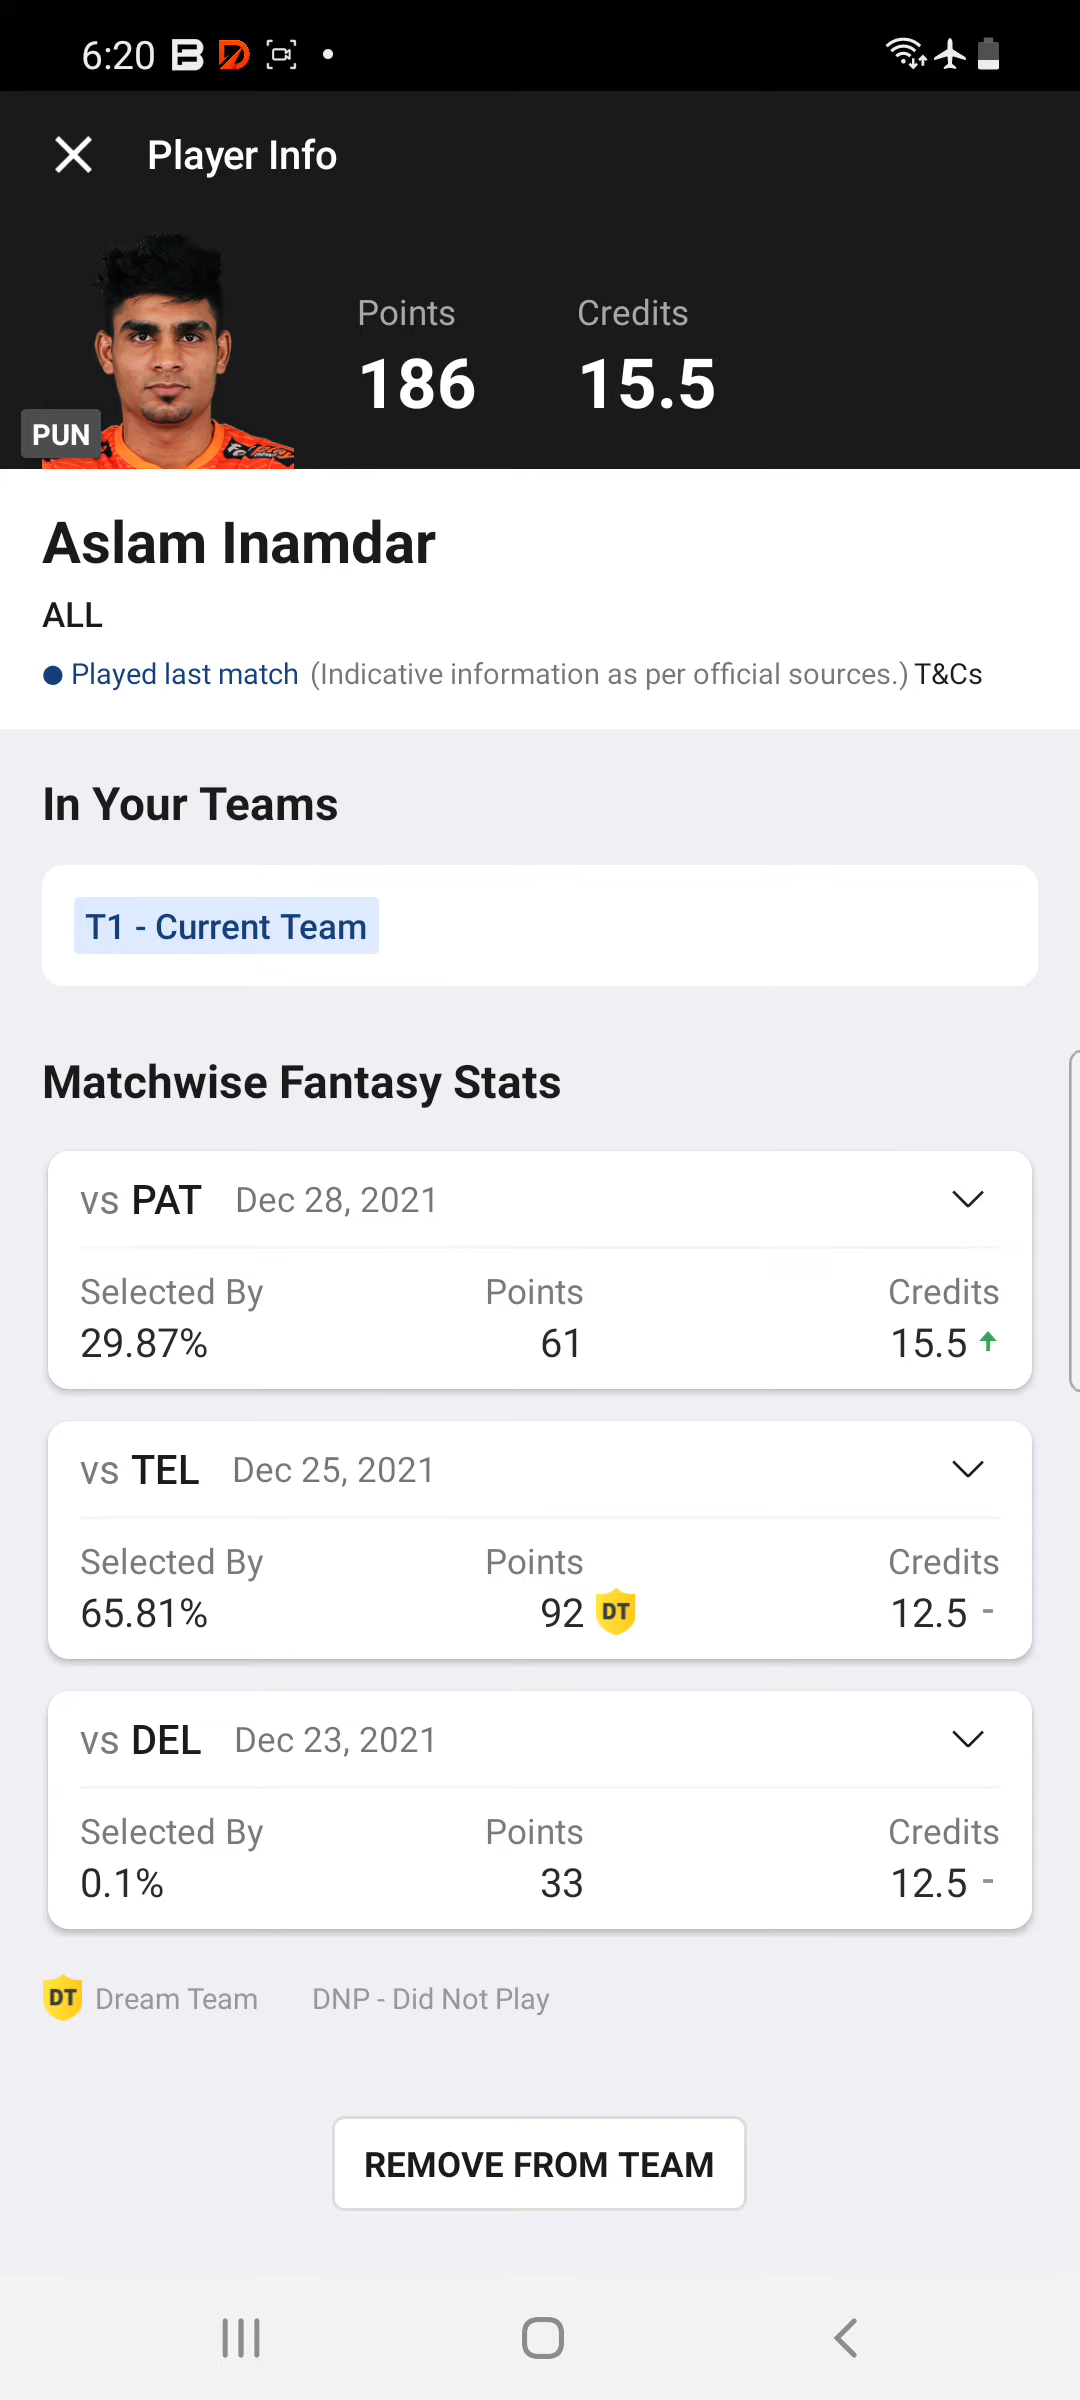 6:20
Player Info
Points Credits
186 15.5
PUN
Aslam Inamdar
ALL
Played last match (Indicative information as per official sources.) T&Cs
In Your Teams
T1 - Current Team
Matchwise Fantasy Stats
vs PAT Dec 28, 2021
Selected By Points Credits
29.87% 61 15.5
vs TEL Dec 25, 2021
Selected By Points Credits
65.81% 92 DT 12.5 -
vs DEL Dec 23, 2021
Selected By Points Credits
0.1% 33 12.5 -
DT Dream Team DNP - Did Not Play
REMOVE FROM TEAM